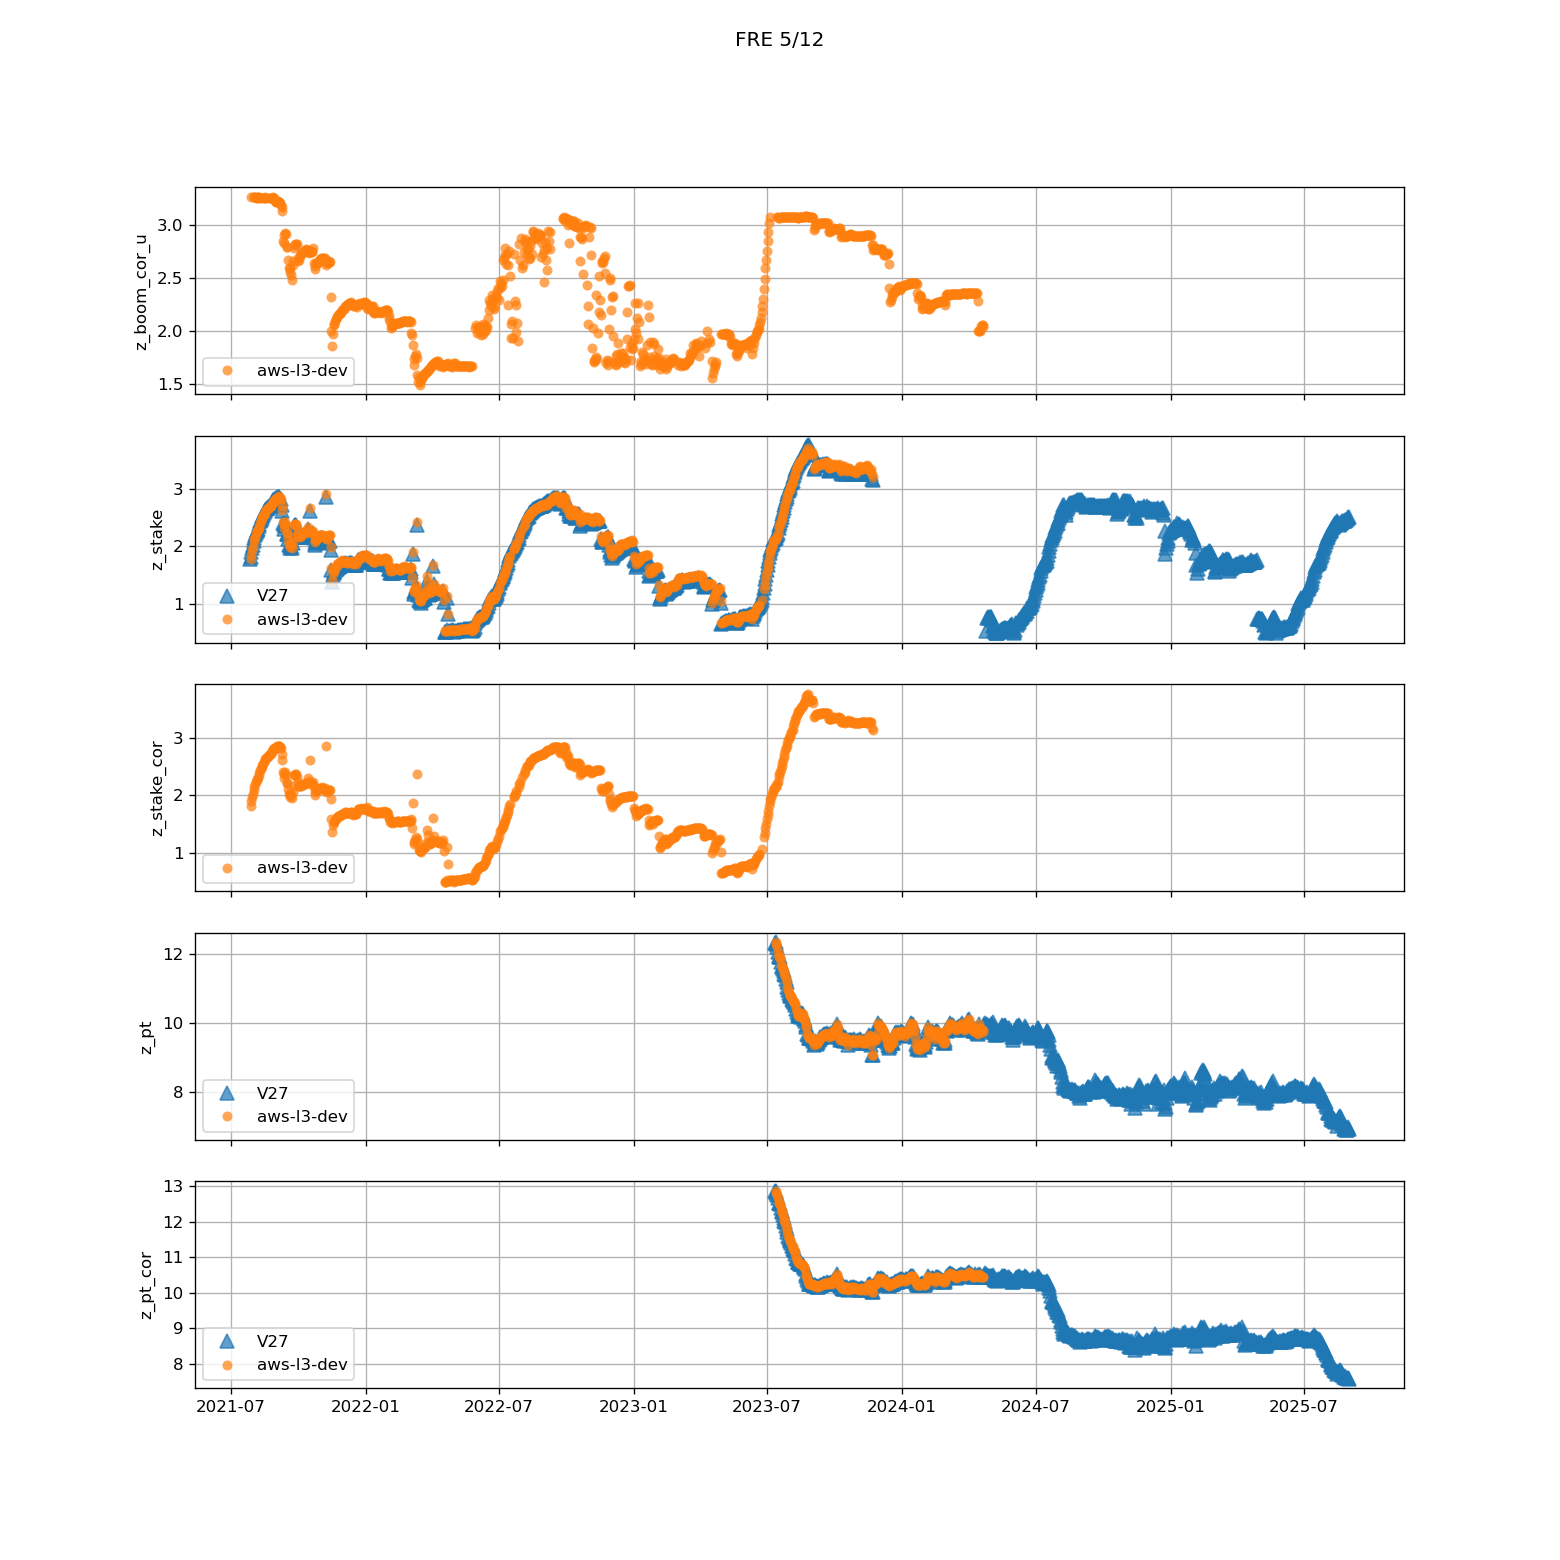 FRE 5/12
z_boom_cor_u
3.0
2.5
2.0
1.5
aws-l3-dev
z_stake
3
2
1
V27
aws-l3-dev
z_stake_cor
3
2
1
aws-l3-dev
z_pt
12
10
8
V27
aws-l3-dev
z_pt_cor
13
12
11
10
9
8
V27
aws-l3-dev
2021-07 2022-01 2022-07 2023-01 2023-07 2024-01 2024-07 2025-01 2025-07